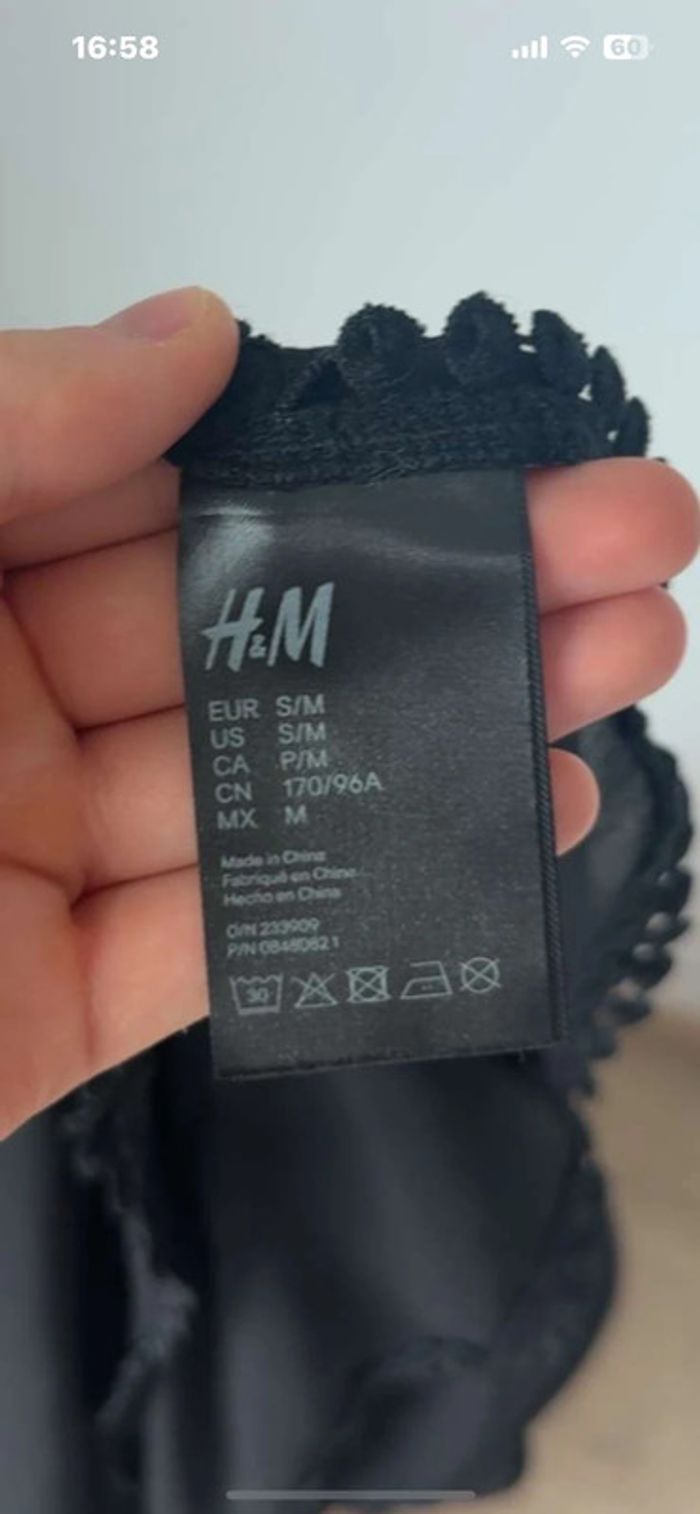 16:58
60
H&M
EUR S/M
US S/M
CA P/M
CN 170/96A
MX M
Made in China
Fabriqué en China
Hecho en China
O/N 233909
P/N
30